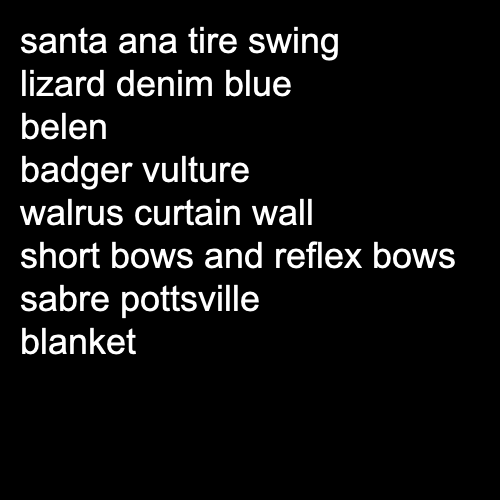 santa ana tire swing
lizard denim blue
belen
badger vulture
walrus curtain wall
short bows and reflex bows
sabre pottsville
blanket